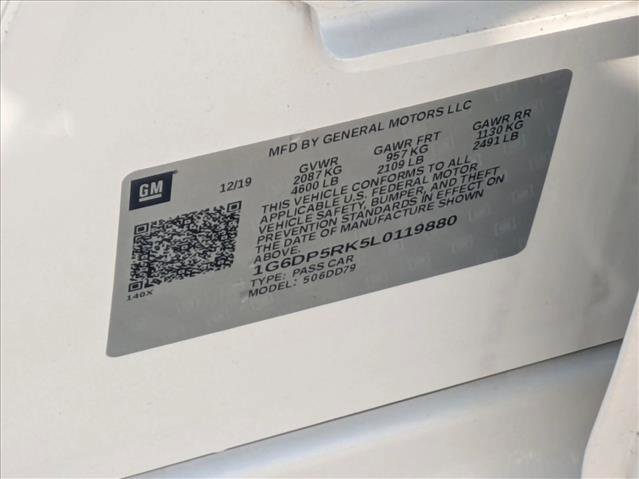 MFD BY GENERAL MOTORS LLC
GM
12/19
GVWR GAWR FRT GAWR RR
2087 KG 957 KG 1130 KG
4600 LB 2109 LB 2491 LB
THIS VEHICLE CONFORMS TO ALL
APPLICABLE U.S. FEDERAL MOTOR
VEHICLE SAFETY, BUMPER, AND THEFT
PREVENTION STANDARDS IN EFFECT ON
THE DATE OF MANUFACTURE SHOWN
ABOVE.
1G6DP5RK5L0119880
TYPE: PASS CAR
MODEL: 506DD79
140X